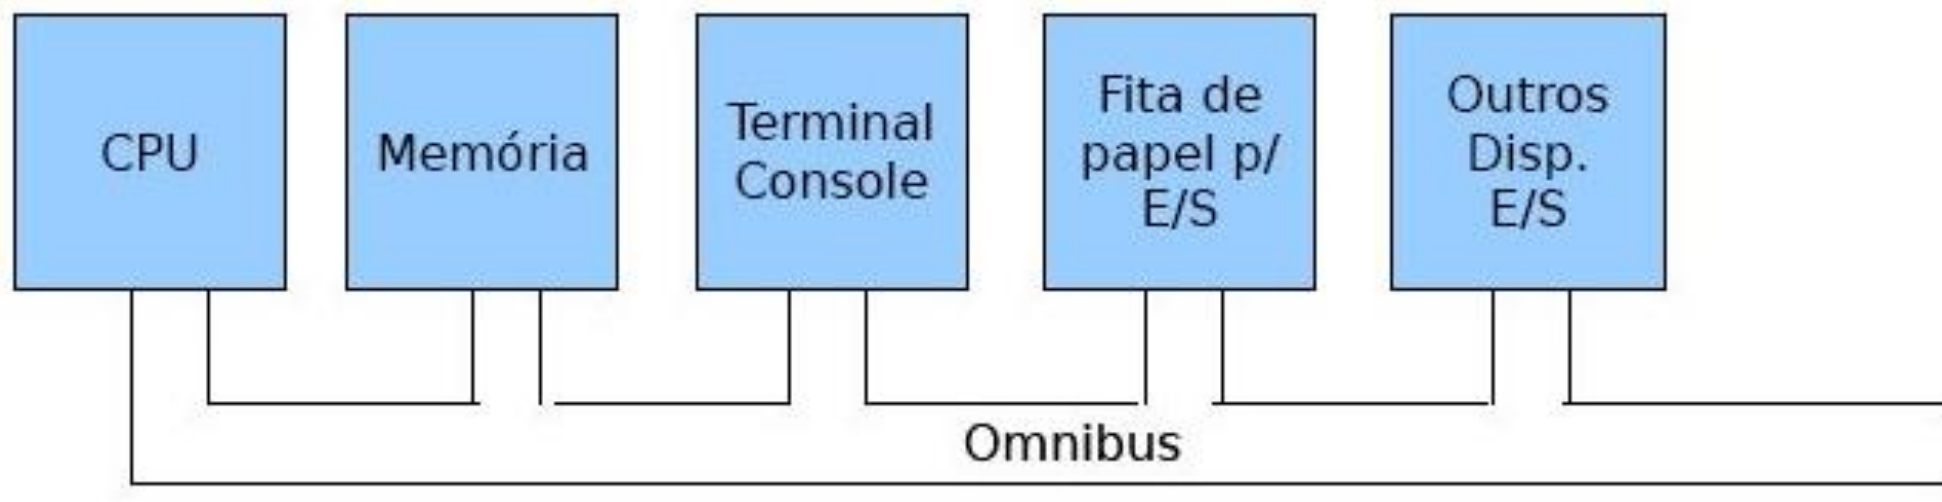 CPU
Memória
Terminal
Console
Fita de
papel p/
E/S
Outros
Disp.
E/S
Omnibus